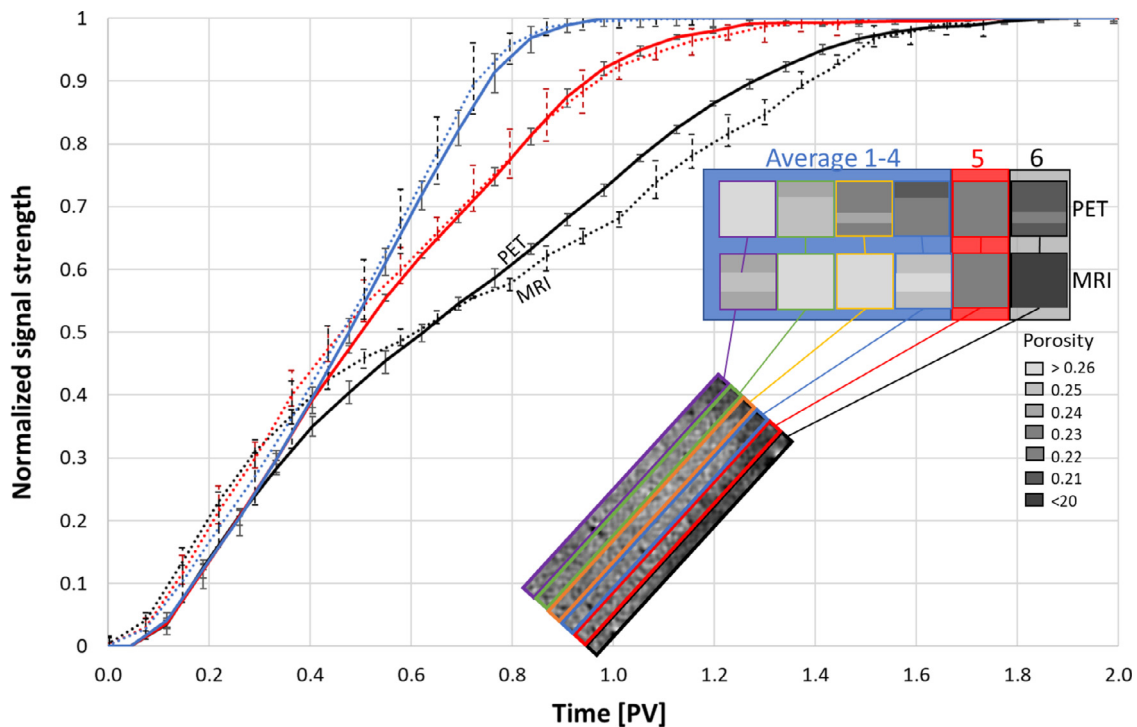 Normalized signal strength
1
0.9
0.8
0.7
0.6
0.5
0.4
0.3
0.2
0.1
0
0.0 0.2 0.4 0.6 0.8 1.0 1.2 1.4 1.6 1.8 2.0
Time [PV]
PET
MRI
Average 1-4 5 6
PET
MRI
Porosity
> 0.26
0.25
0.24
0.23
0.22
0.21
<20